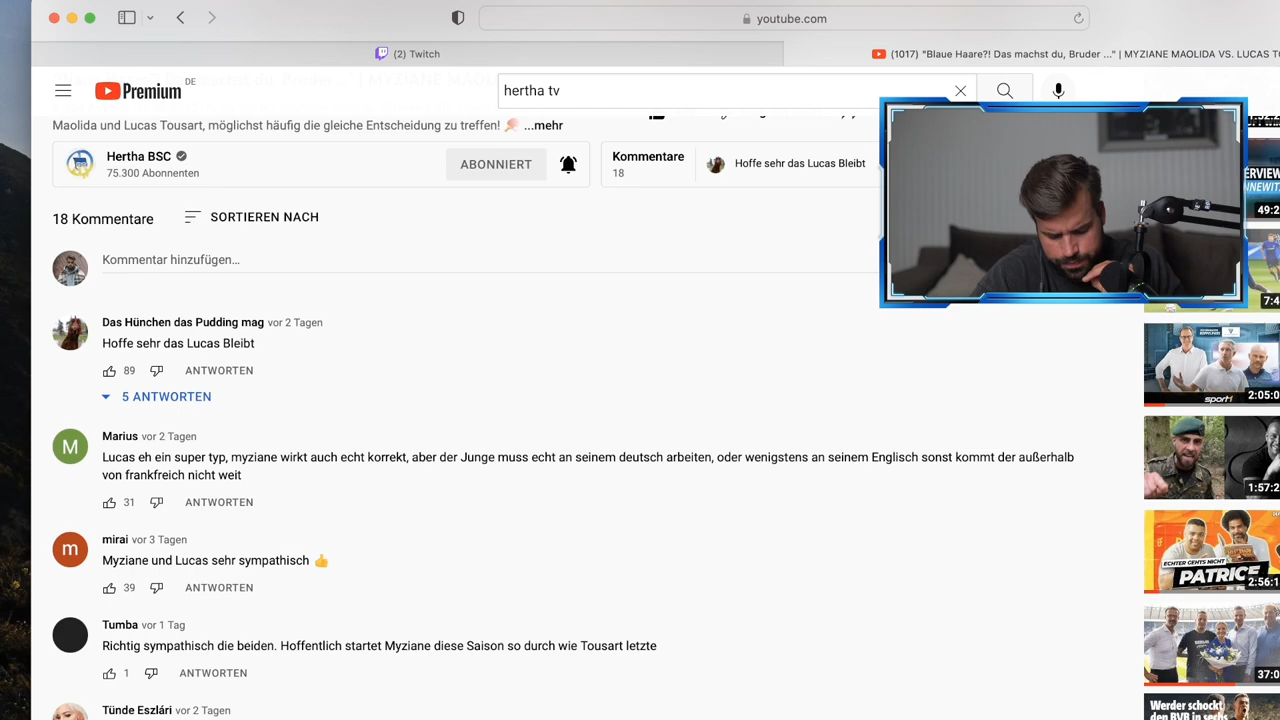 youtube.com
(2) Twitch
(1017) "Blaue Haare?! Das machst du, Bruder ..." | MYZIANE MAOLIDA VS. LUCAS TO
Premium DE
hertha tv
Maolida und Lucas Tousart, möglichst häufig die gleiche Entscheidung zu treffen! 🎉 ...mehr
Hertha BSC
75.300 Abonnenten
ABONNIERT
Kommentare
18
Hoffe sehr das Lucas Bleibt
18 Kommentare
SORTIEREN NACH
Kommentar hinzufügen...
Das Hünchen das Pudding mag vor 2 Tagen
Hoffe sehr das Lucas Bleibt
89 ANTWORTEN
5 ANTWORTEN
M
Marius vor 2 Tagen
Lucas eh ein super typ, myziane wirkt auch echt korrekt, aber der Junge muss echt an seinem deutsch arbeiten, oder wenigstens an seinem Englisch sonst kommt der außerhalb
von frankfreich nicht weit
31 ANTWORTEN
m
mirai vor 3 Tagen
Myziane und Lucas sehr sympathisch 👍
39 ANTWORTEN
Tumba vor 1 Tag
Richtig sympathisch die beiden. Hoffentlich startet Myziane diese Saison so durch wie Tousart letzte
1 ANTWORTEN
Tünde Eszlári vor 2 Tagen
49:2
7:4
sport1
2:05:0
1:57:2
ECHTER GEHTS NICHT
PATRICE
2:56:1
37:0
Werder schockt
den BVB in sechs